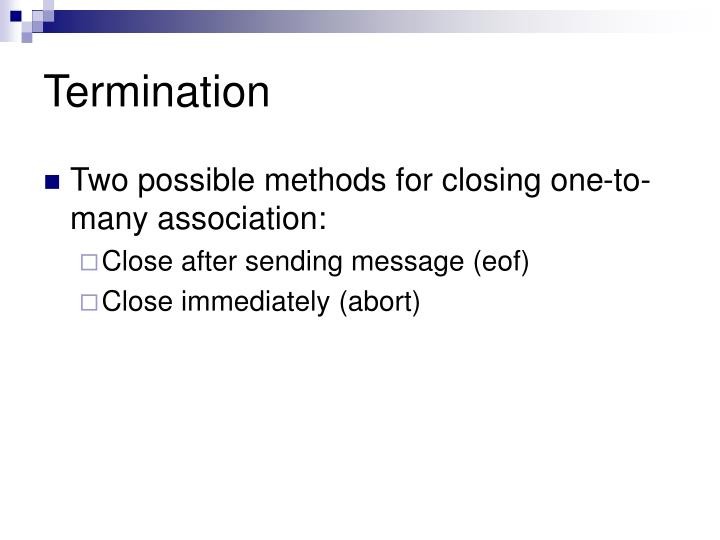 Termination
Two possible methods for closing one-to-
many association:
Close after sending message (eof)
Close immediately (abort)